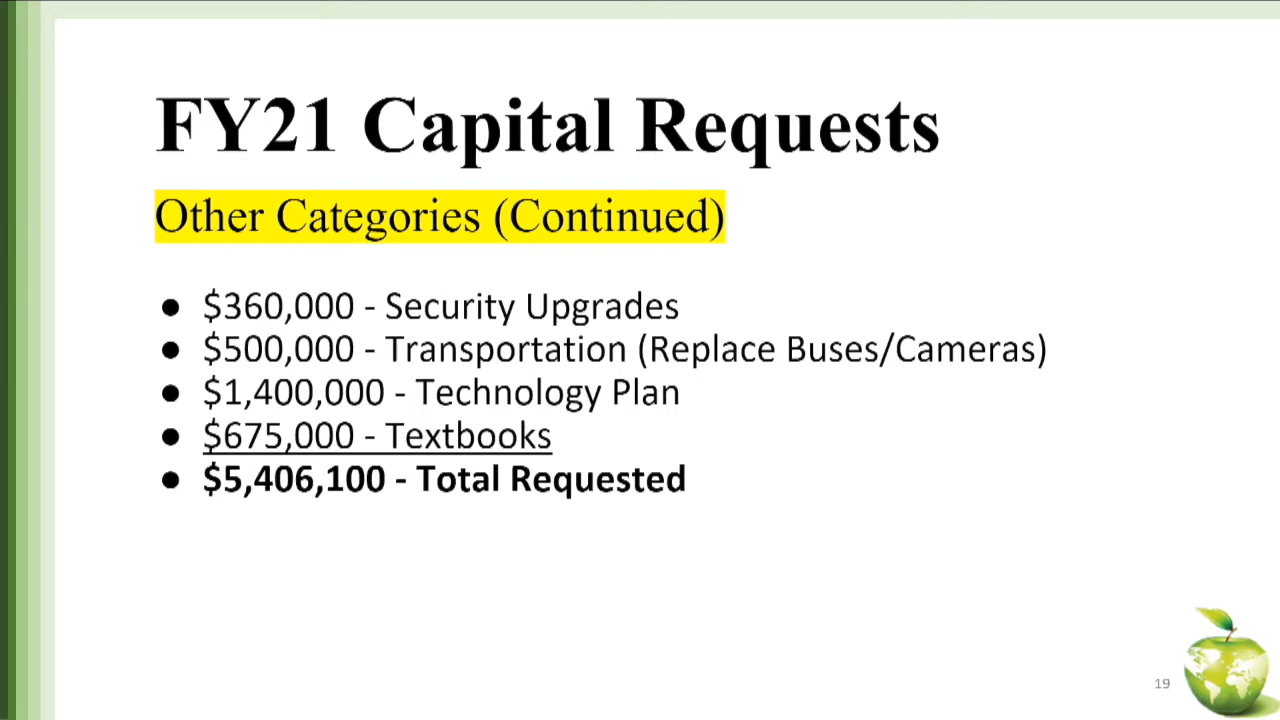 FY21 Capital Requests
Other Categories (Continued)
● $360,000 - Security Upgrades
● $500,000 - Transportation (Replace Buses/Cameras)
● $1,400,000 - Technology Plan
● $675,000 - Textbooks
● $5,406,100 - Total Requested
19